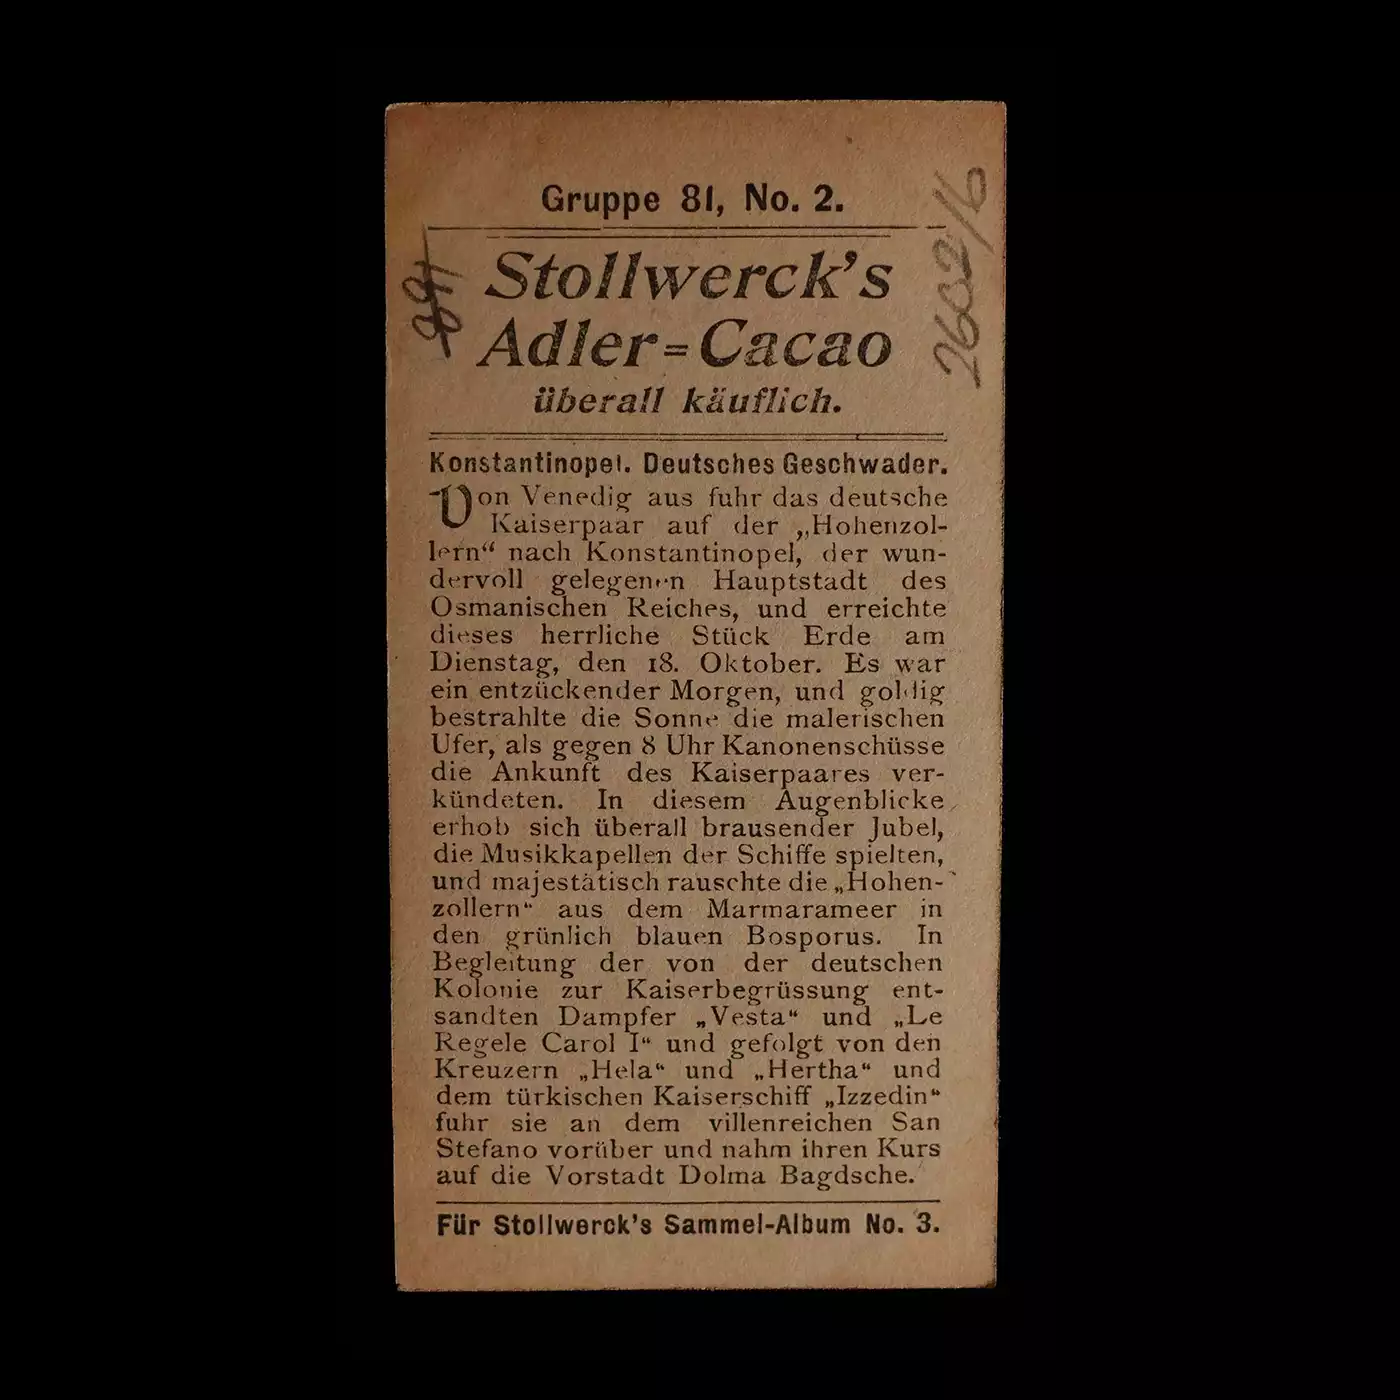 Gruppe 81, No. 2.
Stollwerck's
Adler=Cacao
überall käuflich.
Konstantinopel. Deutsches Geschwader.
Von Venedig aus fuhr das deutsche
Kaiserpaar auf der „Hohenzol-
lern“ nach Konstantinopel, der wun-
dervoll gelegenen Hauptstadt des
Osmanischen Reiches, und erreichte
dieses herrliche Stück Erde am
Dienstag, den 18. Oktober. Es war
ein entzückender Morgen, und goldig
bestrahlte die Sonne die malerischen
Ufer, als gegen 8 Uhr Kanonenschüsse
die Ankunft des Kaiserpaares ver-
kündeten. In diesem Augenblicke
erhob sich überall brausender Jubel,
die Musikkapellen der Schiffe spielten,
und majestätisch rauschte die „Hohen-
zollern“ aus dem Marmarameer in
den grünlich blauen Bosporus. In
Begleitung der von der deutschen
Kolonie zur Kaiserbegrüssung ent-
sandten Dampfer „Vesta“ und „Le
Regele Carol I“ und gefolgt von den
Kreuzern „Hela“ und „Hertha“ und
dem türkischen Kaiserschiff „Izzedin“
fuhr sie an dem villenreichen San
Stefano vorüber und nahm ihren Kurs
auf die Vorstadt Dolma Bagdsche.
Für Stollwerck's Sammel-Album No. 3.
2602/6